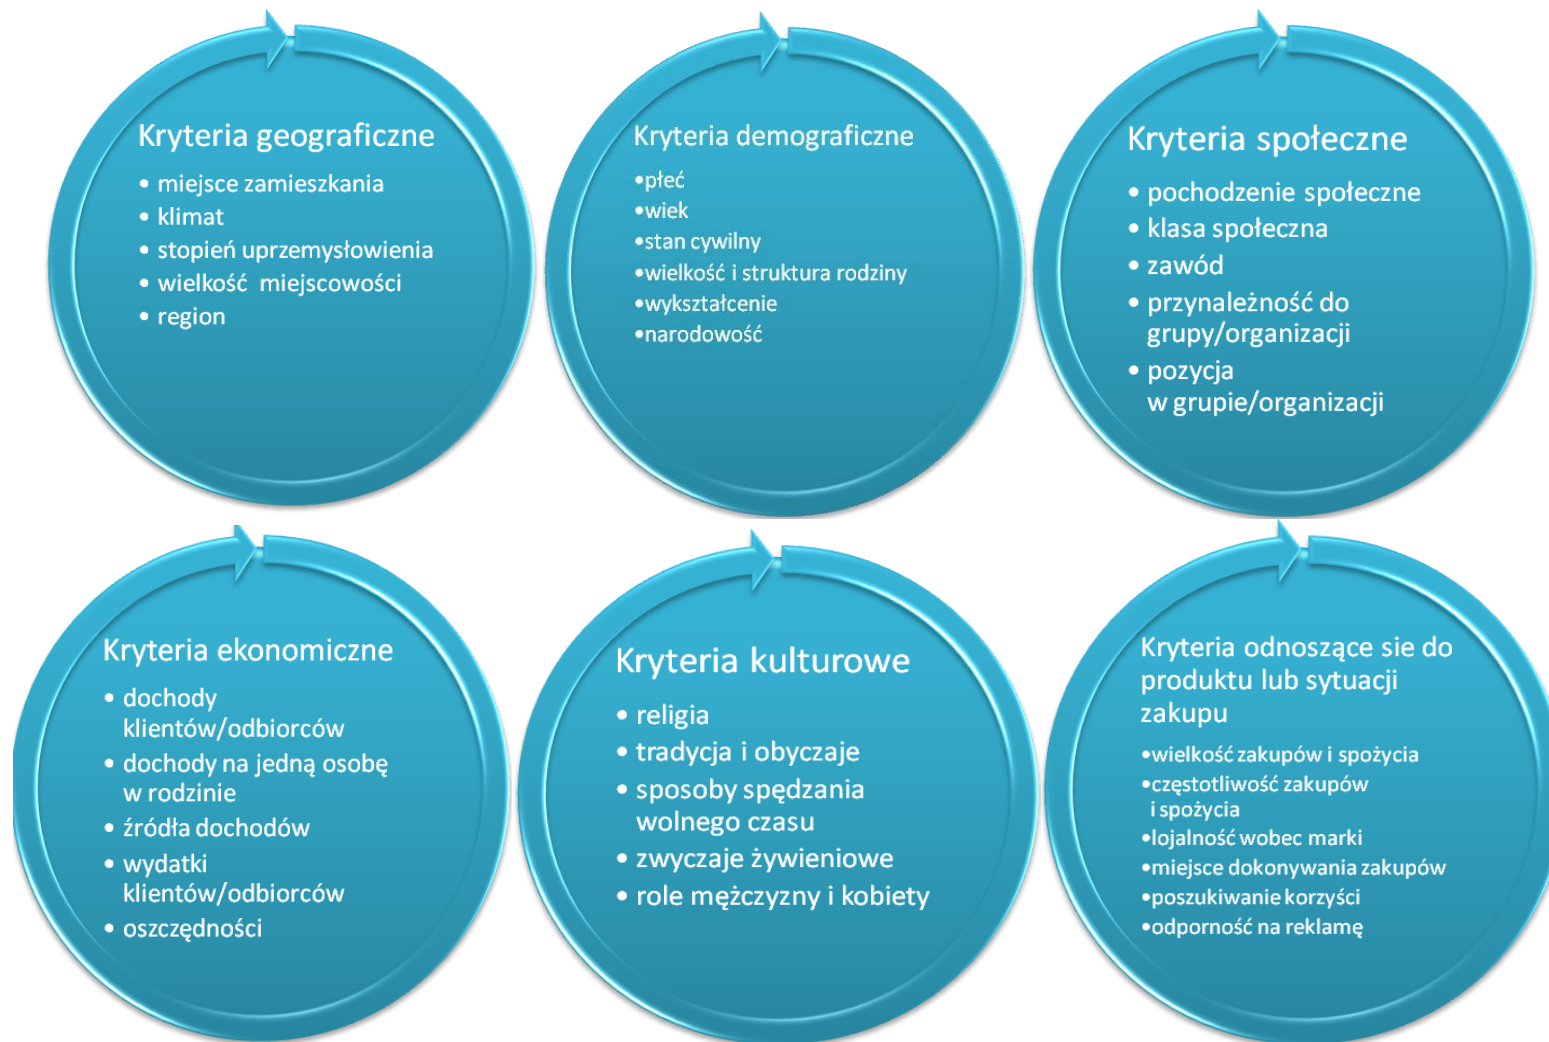 Kryteria geograficzne
• miejsce zamieszkania
• klimat
• stopień uprzemysłowienia
• wielkość miejscowości
• region
Kryteria demograficzne
•płeć
•wiek
•stan cywilny
•wielkość i struktura rodziny
•wykształcenie
•narodowość
Kryteria społeczne
• pochodzenie społeczne
• klasa społeczna
• zawód
• przynależność do
grupy/organizacji
• pozycja
w grupie/organizacji
Kryteria ekonomiczne
• dochody
klientów/odbiorców
• dochody na jedną osobę
w rodzinie
• źródła dochodów
• wydatki
klientów/odbiorców
• oszczędności
Kryteria kulturowe
• religia
• tradycja i obyczaje
• sposoby spędzania
wolnego czasu
• zwyczaje żywieniowe
• role mężczyzny i kobiety
Kryteria odnoszące sie do
produktu lub sytuacji
zakupu
•wielkość zakupów i spożycia
•częstotliwość zakupów
i spożycia
•lojalność wobec marki
•miejsce dokonywania zakupów
•poszukiwanie korzyści
•odporność na reklamę